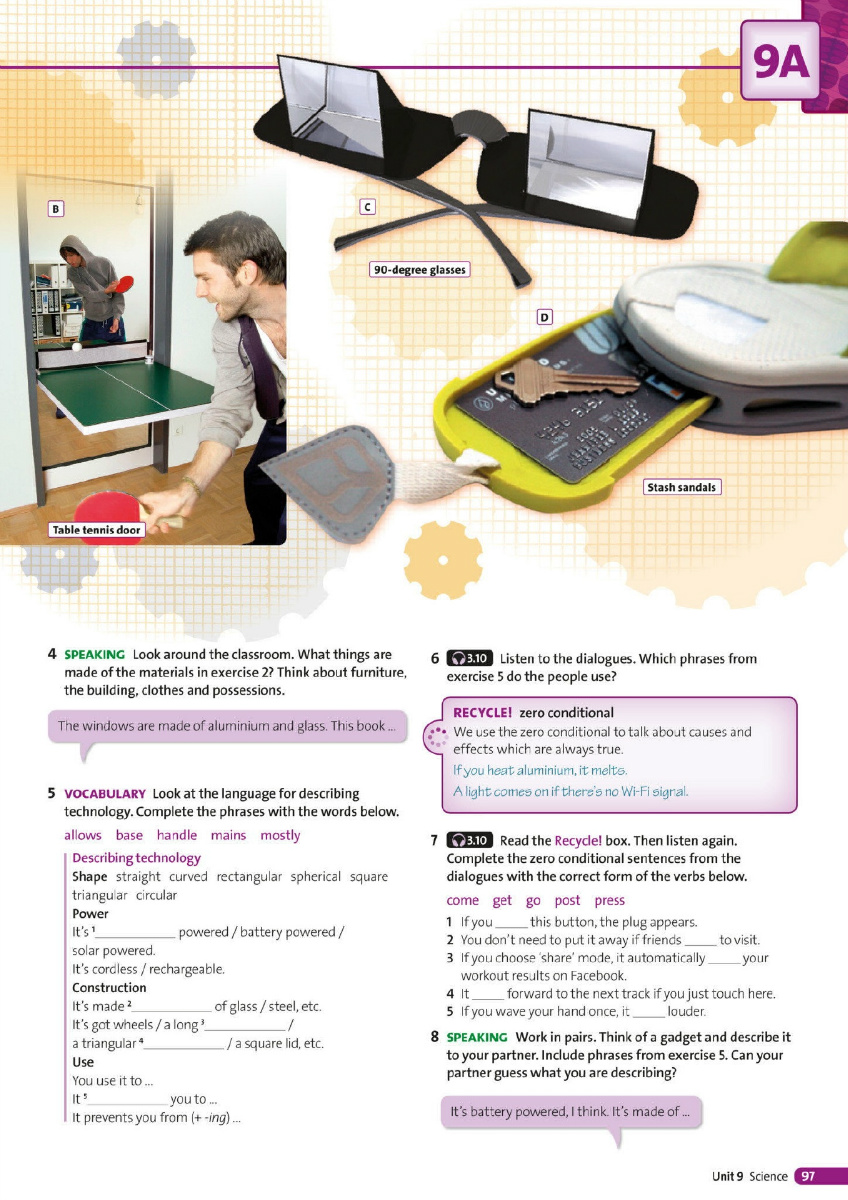 9A
B
C
90-degree glasses
D
Stash sandals
Table tennis door
4 SPEAKING Look around the classroom. What things are
made of the materials in exercise 2? Think about furniture,
the building, clothes and possessions.
The windows are made of aluminium and glass. This book ...
5 VOCABULARY Look at the language for describing
technology. Complete the phrases with the words below.
allows base handle mains mostly
Describing technology
Shape straight curved rectangular spherical square
triangular circular
Power
It's 1____________ powered / battery powered /
solar powered.
It's cordless / rechargeable.
Construction
It's made 2____________ of glass / steel, etc.
It's got wheels / a long 3____________ /
a triangular 4____________ / a square lid, etc.
Use
You use it to ...
It 5____________ you to ...
It prevents you from (+ -ing) ...
6 3.10 Listen to the dialogues. Which phrases from
exercise 5 do the people use?
RECYCLE! zero conditional
We use the zero conditional to talk about causes and
effects which are always true.
If you heat aluminium, it melts.
A light comes on if there's no Wi-Fi signal.
7 3.10 Read the Recycle! box. Then listen again.
Complete the zero conditional sentences from the
dialogues with the correct form of the verbs below.
come get go post press
1 If you _____ this button, the plug appears.
2 You don't need to put it away if friends _____ to visit.
3 If you choose 'share' mode, it automatically _____ your
workout results on Facebook.
4 It _____ forward to the next track if you just touch here.
5 If you wave your hand once, it _____ louder.
8 SPEAKING Work in pairs. Think of a gadget and describe it
to your partner. Include phrases from exercise 5. Can your
partner guess what you are describing?
It's battery powered, I think. It's made of ...
Unit 9 Science 97